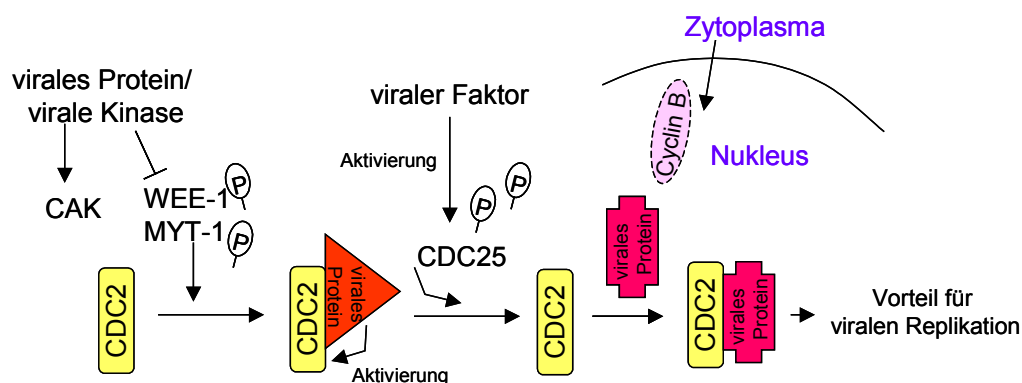 Zytoplasma
virales Protein/
virale Kinase
viraler Faktor
Cyclin B
Aktivierung
Nukleus
CAK
WEE-1
P
MYT-1
P
P
P
CDC25
CDC2
CDC2
virales
Protein
Aktivierung
CDC2
virales
Protein
CDC2
virales
Protein
Vorteil für
viralen Replikation